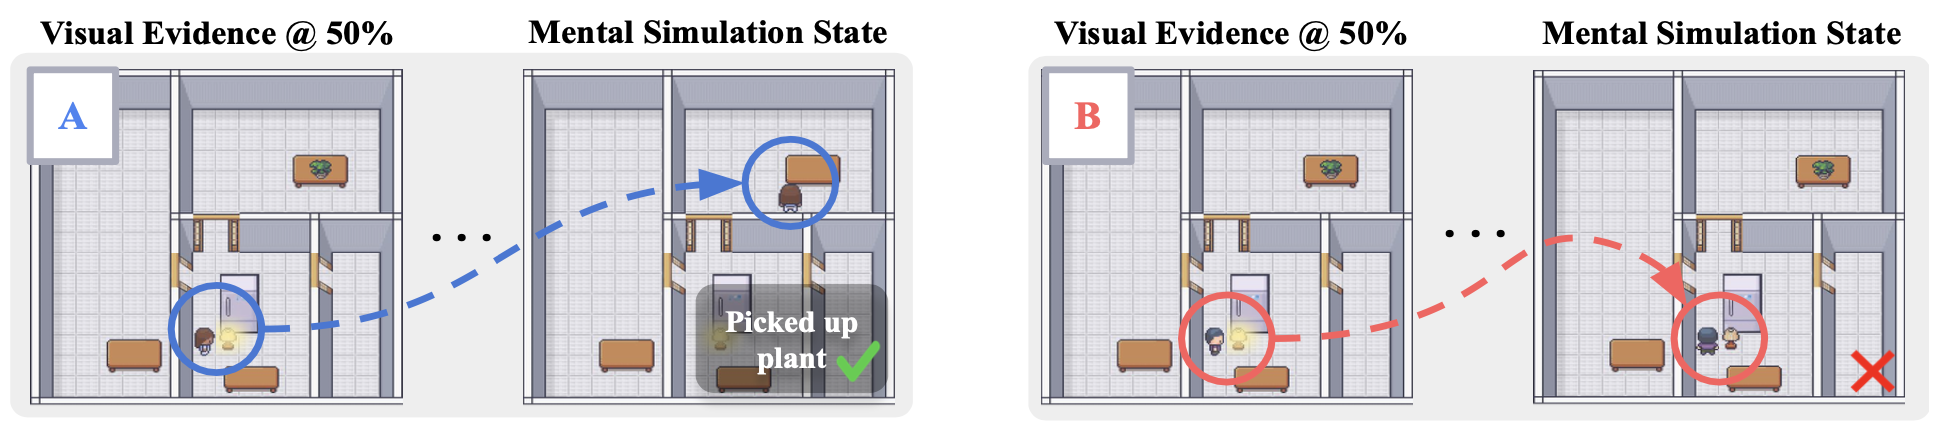 Visual Evidence @ 50%
Mental Simulation State
A
. . .
Picked up
plant
Visual Evidence @ 50%
Mental Simulation State
B
. . .